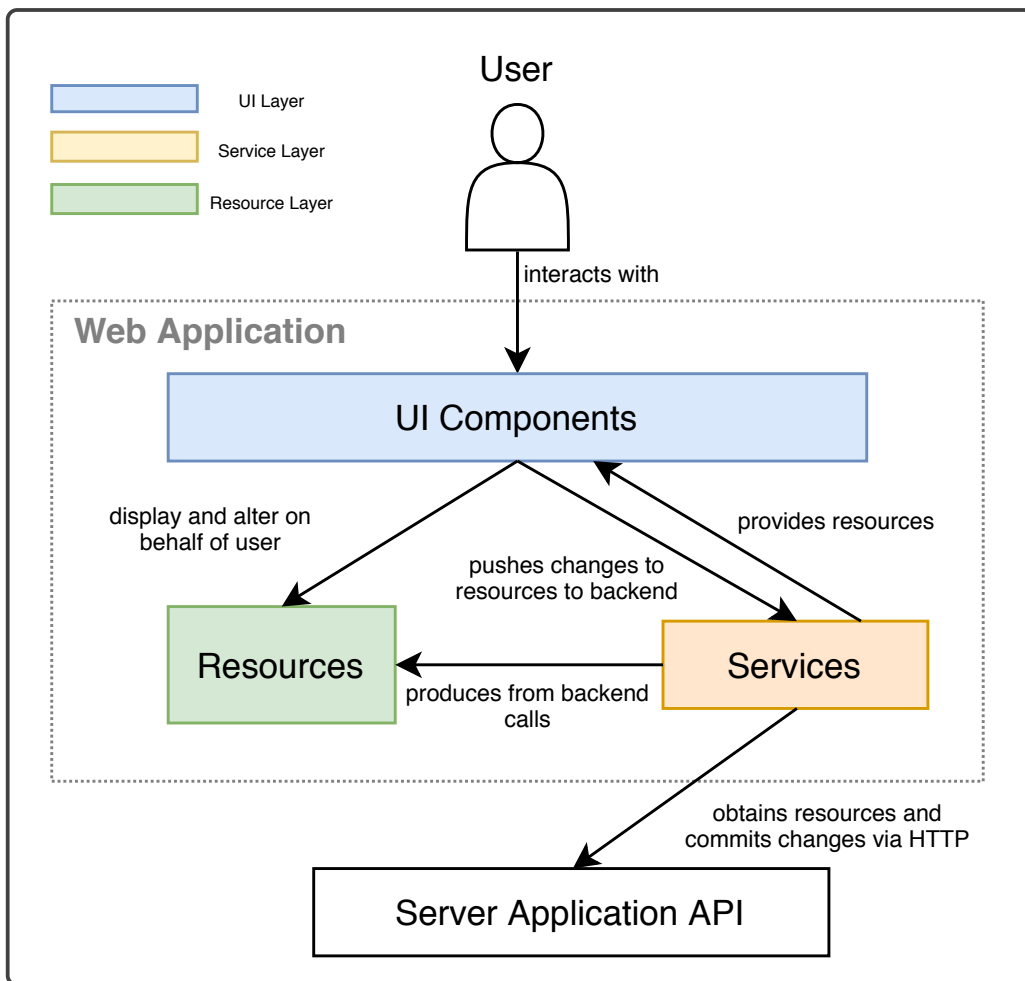 User
UI Layer
Service Layer
Resource Layer
interacts with
Web Application
UI Components
display and alter on
behalf of user
provides resources
pushes changes to
resources to backend
Resources
Services
produces from backend
calls
obtains resources and
commits changes via HTTP
Server Application API